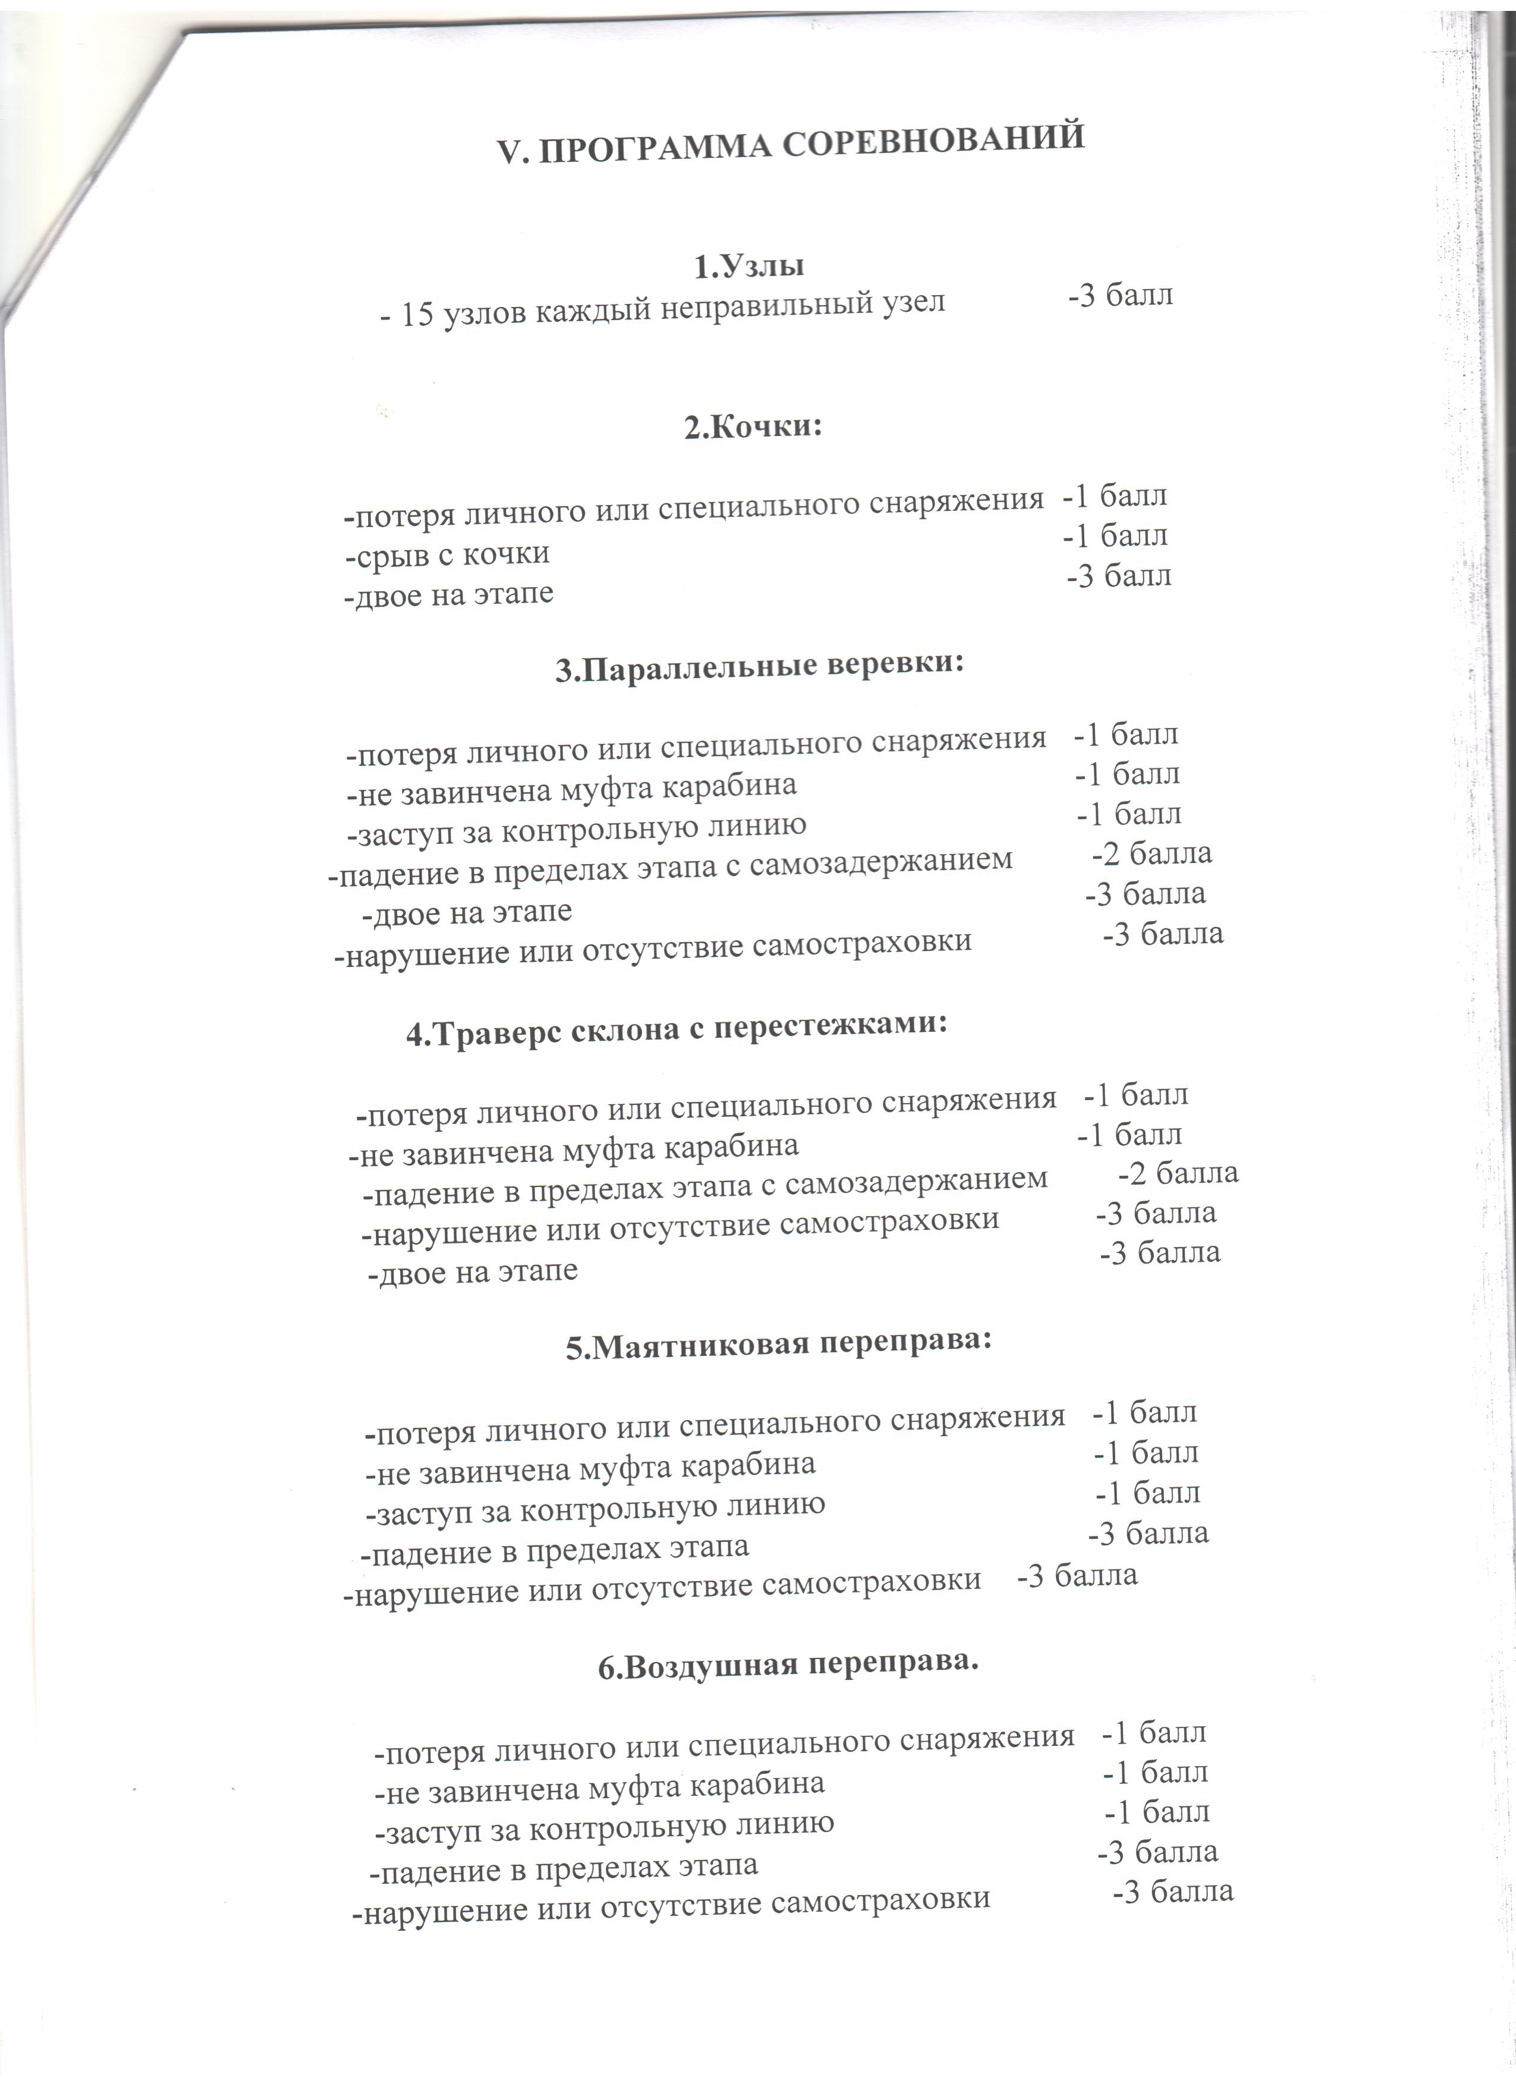 V. ПРОГРАММА СОРЕВНОВАНИЙ
1.Узлы
- 15 узлов каждый неправильный узел -3 балл
2.Кочки:
-потеря личного или специального снаряжения -1 балл
-срыв с кочки -1 балл
-двое на этапе -3 балл
3.Параллельные веревки:
-потеря личного или специального снаряжения -1 балл
-не завинчена муфта карабина -1 балл
-заступ за контрольную линию -1 балл
-падение в пределах этапа с самозадержанием -2 балла
-двое на этапе -3 балла
-нарушение или отсутствие самостраховки -3 балла
4.Траверс склона с перестежками:
-потеря личного или специального снаряжения -1 балл
-не завинчена муфта карабина -1 балл
-падение в пределах этапа с самозадержанием -2 балла
-нарушение или отсутствие самостраховки -3 балла
-двое на этапе -3 балла
5.Маятниковая переправа:
-потеря личного или специального снаряжения -1 балл
-не завинчена муфта карабина -1 балл
-заступ за контрольную линию -1 балл
-падение в пределах этапа -3 балла
-нарушение или отсутствие самостраховки -3 балла
6.Воздушная переправа.
-потеря личного или специального снаряжения -1 балл
-не завинчена муфта карабина -1 балл
-заступ за контрольную линию -1 балл
-падение в пределах этапа -3 балла
-нарушение или отсутствие самостраховки -3 балла